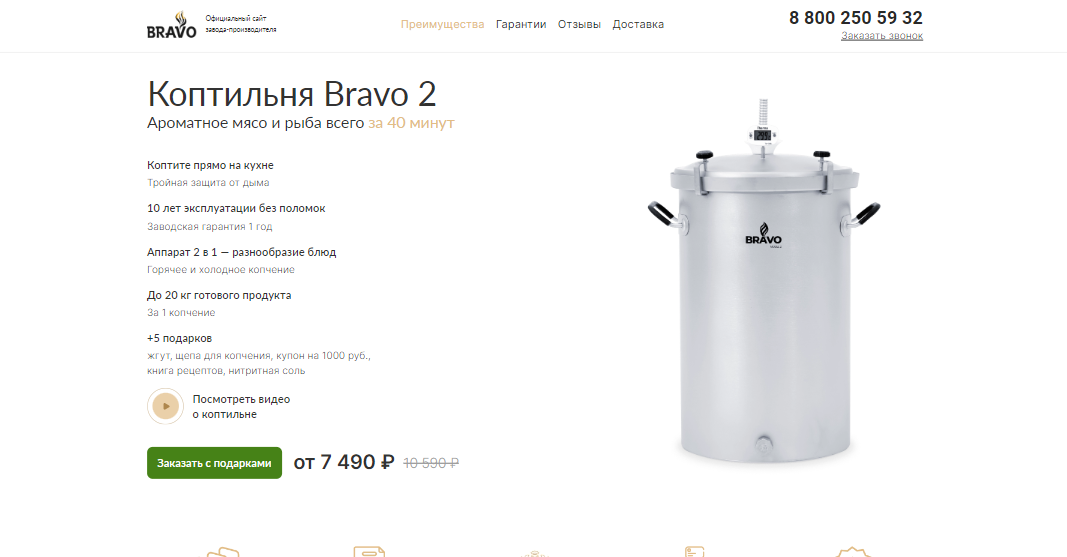 BRAVO
Официальный сайт
завода-производителя
Преимущества Гарантии Отзывы Доставка
8 800 250 59 32
Заказать звонок
Коптильня Bravo 2
Ароматное мясо и рыба всего за 40 минут
Коптите прямо на кухне
Тройная защита от дыма
10 лет эксплуатации без поломок
Заводская гарантия 1 год
Аппарат 2 в 1 — разнообразие блюд
Горячее и холодное копчение
До 20 кг готового продукта
За 1 копчение
+5 подарков
жгут, щепа для копчения, купон на 1000 руб.,
книга рецептов, нитритная соль
Посмотреть видео
о коптильне
Заказать с подарками от 7 490 ₽ 10 590 ₽
BRAVO